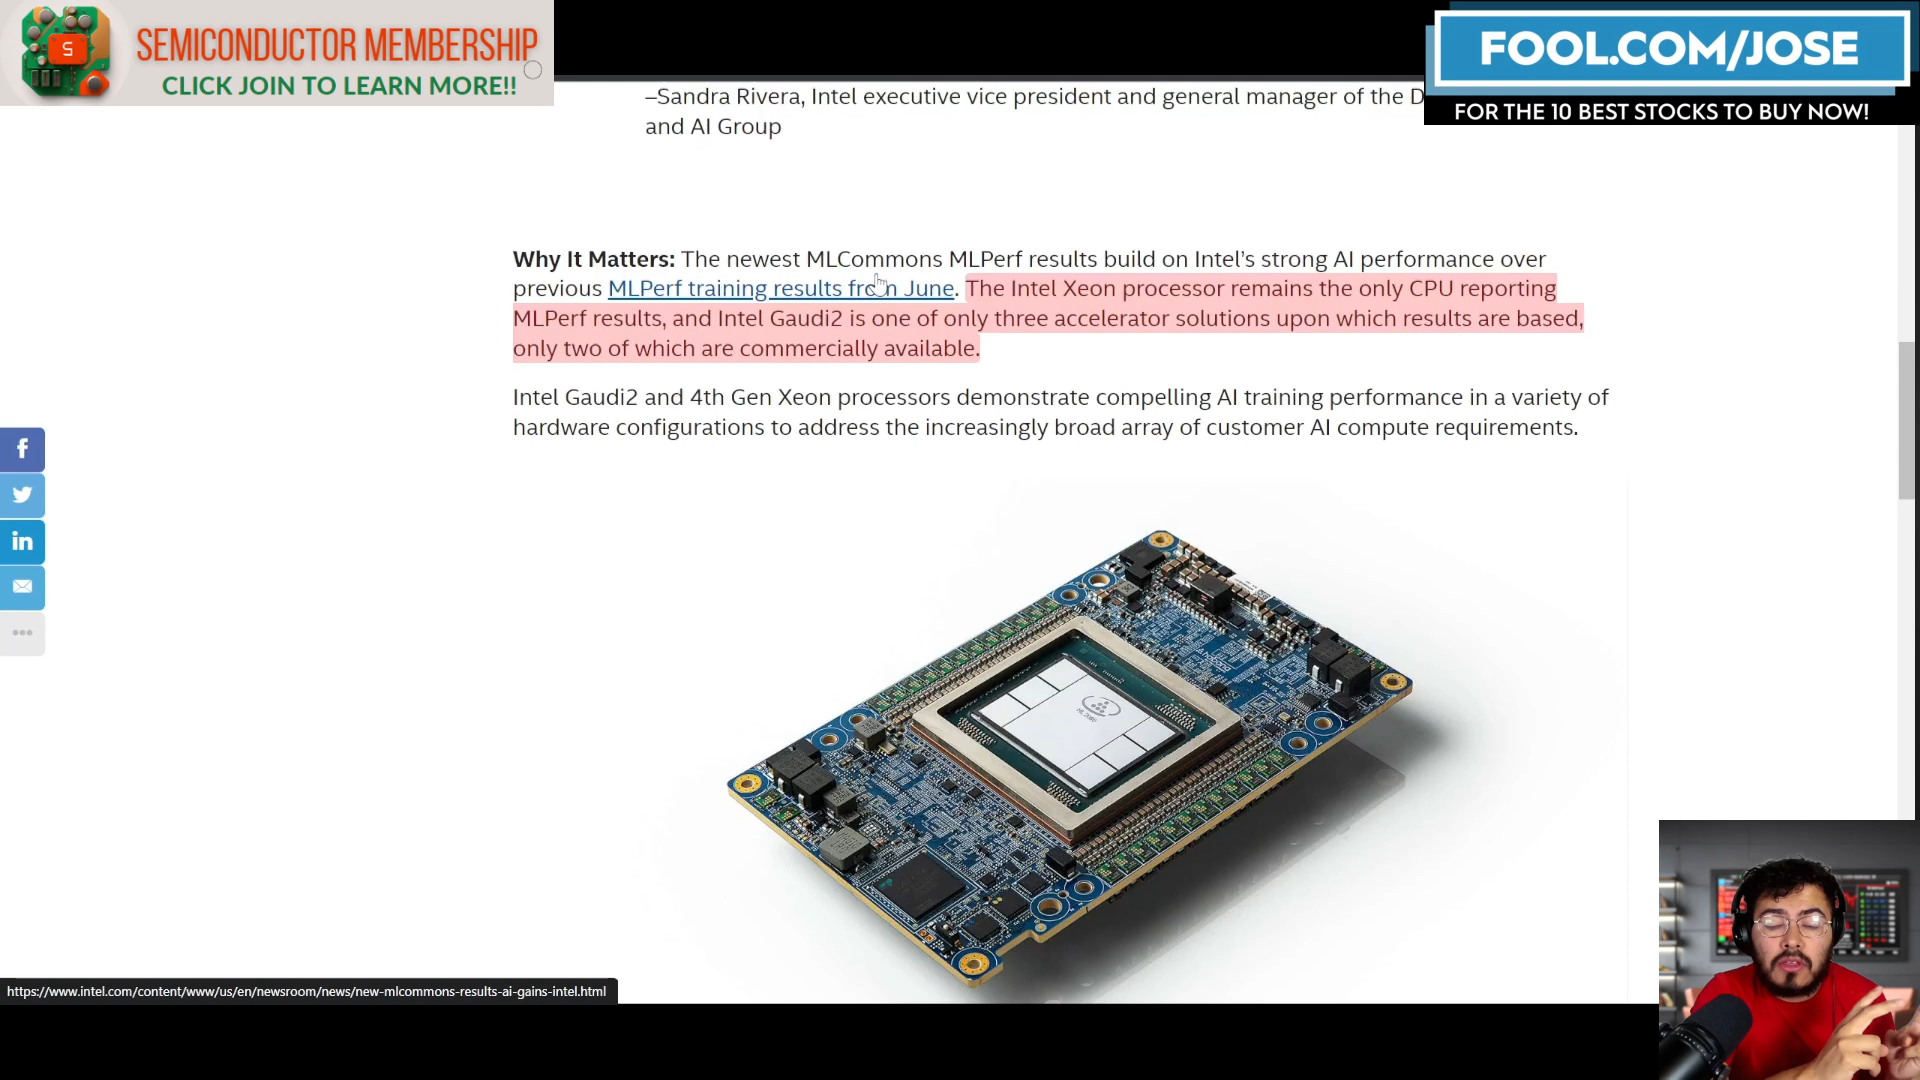 SEMICONDUCTOR MEMBERSHIP
CLICK JOIN TO LEARN MORE!!
FOOL.COM/JOSE
FOR THE 10 BEST STOCKS TO BUY NOW!
–Sandra Rivera, Intel executive vice president and general manager of the D
and AI Group
Why It Matters: The newest MLCommons MLPerf results build on Intel's strong AI performance over
previous MLPerf training results from June. The Intel Xeon processor remains the only CPU reporting
MLPerf results, and Intel Gaudi2 is one of only three accelerator solutions upon which results are based,
only two of which are commercially available.
Intel Gaudi2 and 4th Gen Xeon processors demonstrate compelling AI training performance in a variety of
hardware configurations to address the increasingly broad array of customer AI compute requirements.
https://www.intel.com/content/www/us/en/newsroom/news/new-mlcommons-results-ai-gains-intel.html